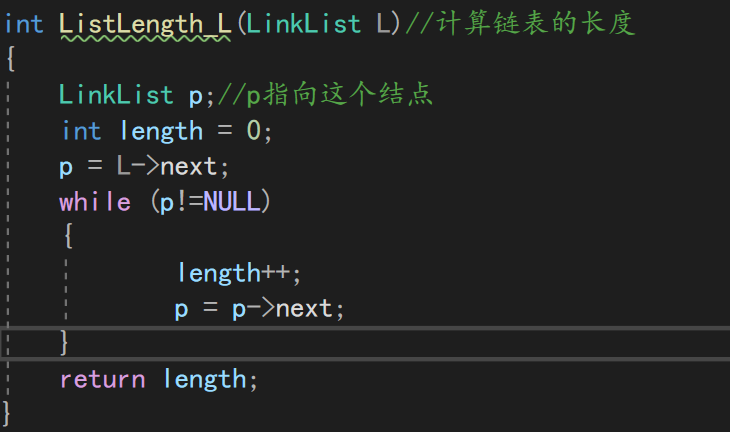 int ListLength_L(LinkList L)//计算链表的长度
{
LinkList p;//p指向这个结点
int length = 0;
p = L->next;
while (p!=NULL)
{
length++;
p = p->next;
}
return length;
}